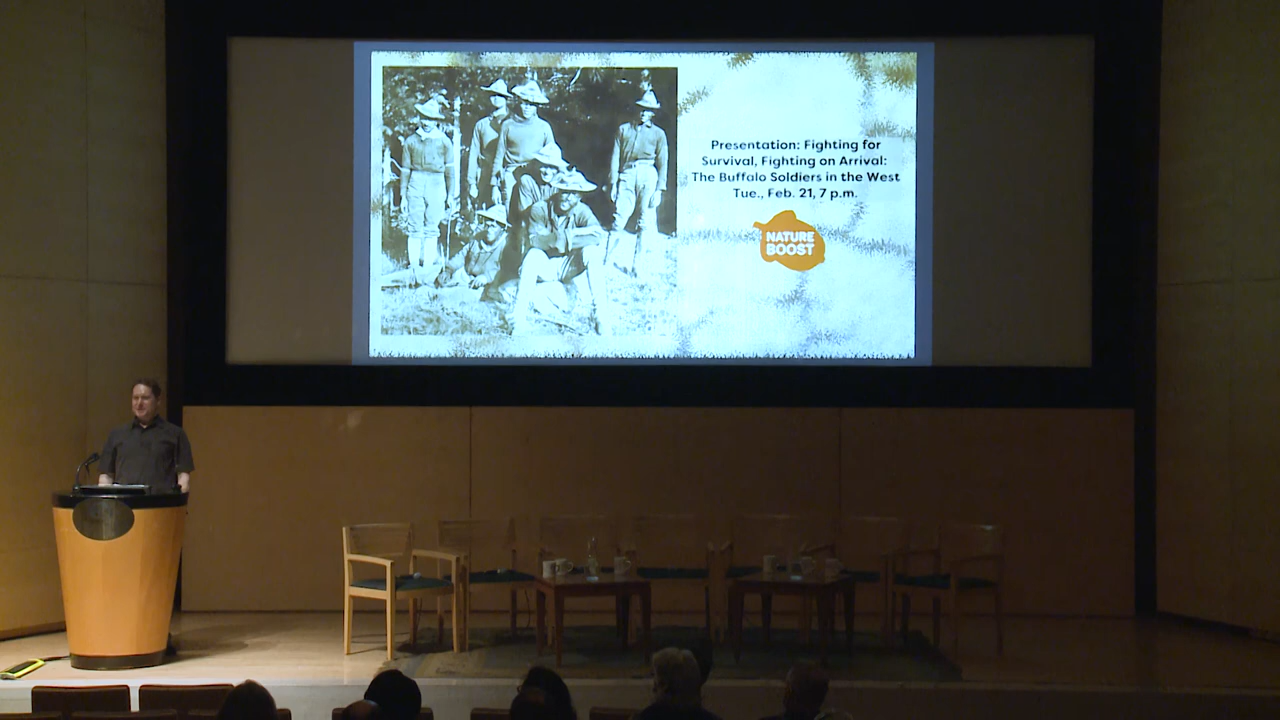 Presentation: Fighting for
Survival, Fighting on Arrival:
The Buffalo Soldiers in the West
Tue., Feb. 21, 7 p.m.
NATURE
BOOST